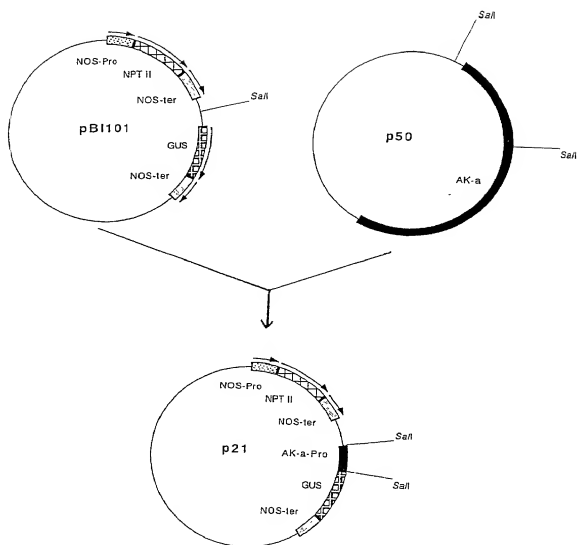 NOS-Pro
NPT II
NOS-ter
SalI
pBI101
GUS
NOS-ter
SalI
p50
SalI
AK-a
NOS-Pro
NPT II
NOS-ter
p21
AK-a-Pro
SalI
GUS
SalI
NOS-ter